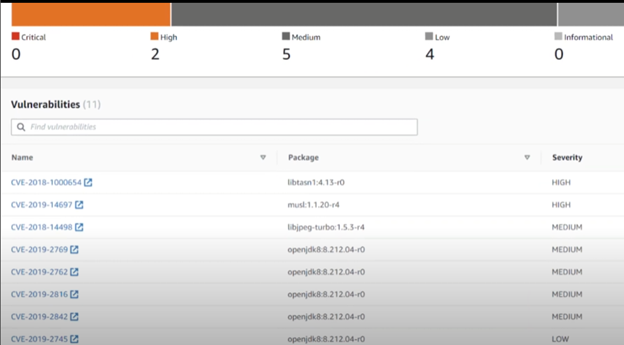 Critical High Medium Low Informational
0 2 5 4 0
Vulnerabilities (11)
Find vulnerabilities
Name Package Severity
CVE-2018-1000654 libtasn1:4.13-r0 HIGH
CVE-2019-14697 musl:1.1.20-r4 HIGH
CVE-2018-14498 libjpeg-turbo:1.5.3-r4 MEDIUM
CVE-2019-2769 openjdk8:8.212.04-r0 MEDIUM
CVE-2019-2762 openjdk8:8.212.04-r0 MEDIUM
CVE-2019-2816 openjdk8:8.212.04-r0 MEDIUM
CVE-2019-2842 openjdk8:8.212.04-r0 MEDIUM
CVE-2019-2745 openjdk8:8.212.04-r0 LOW